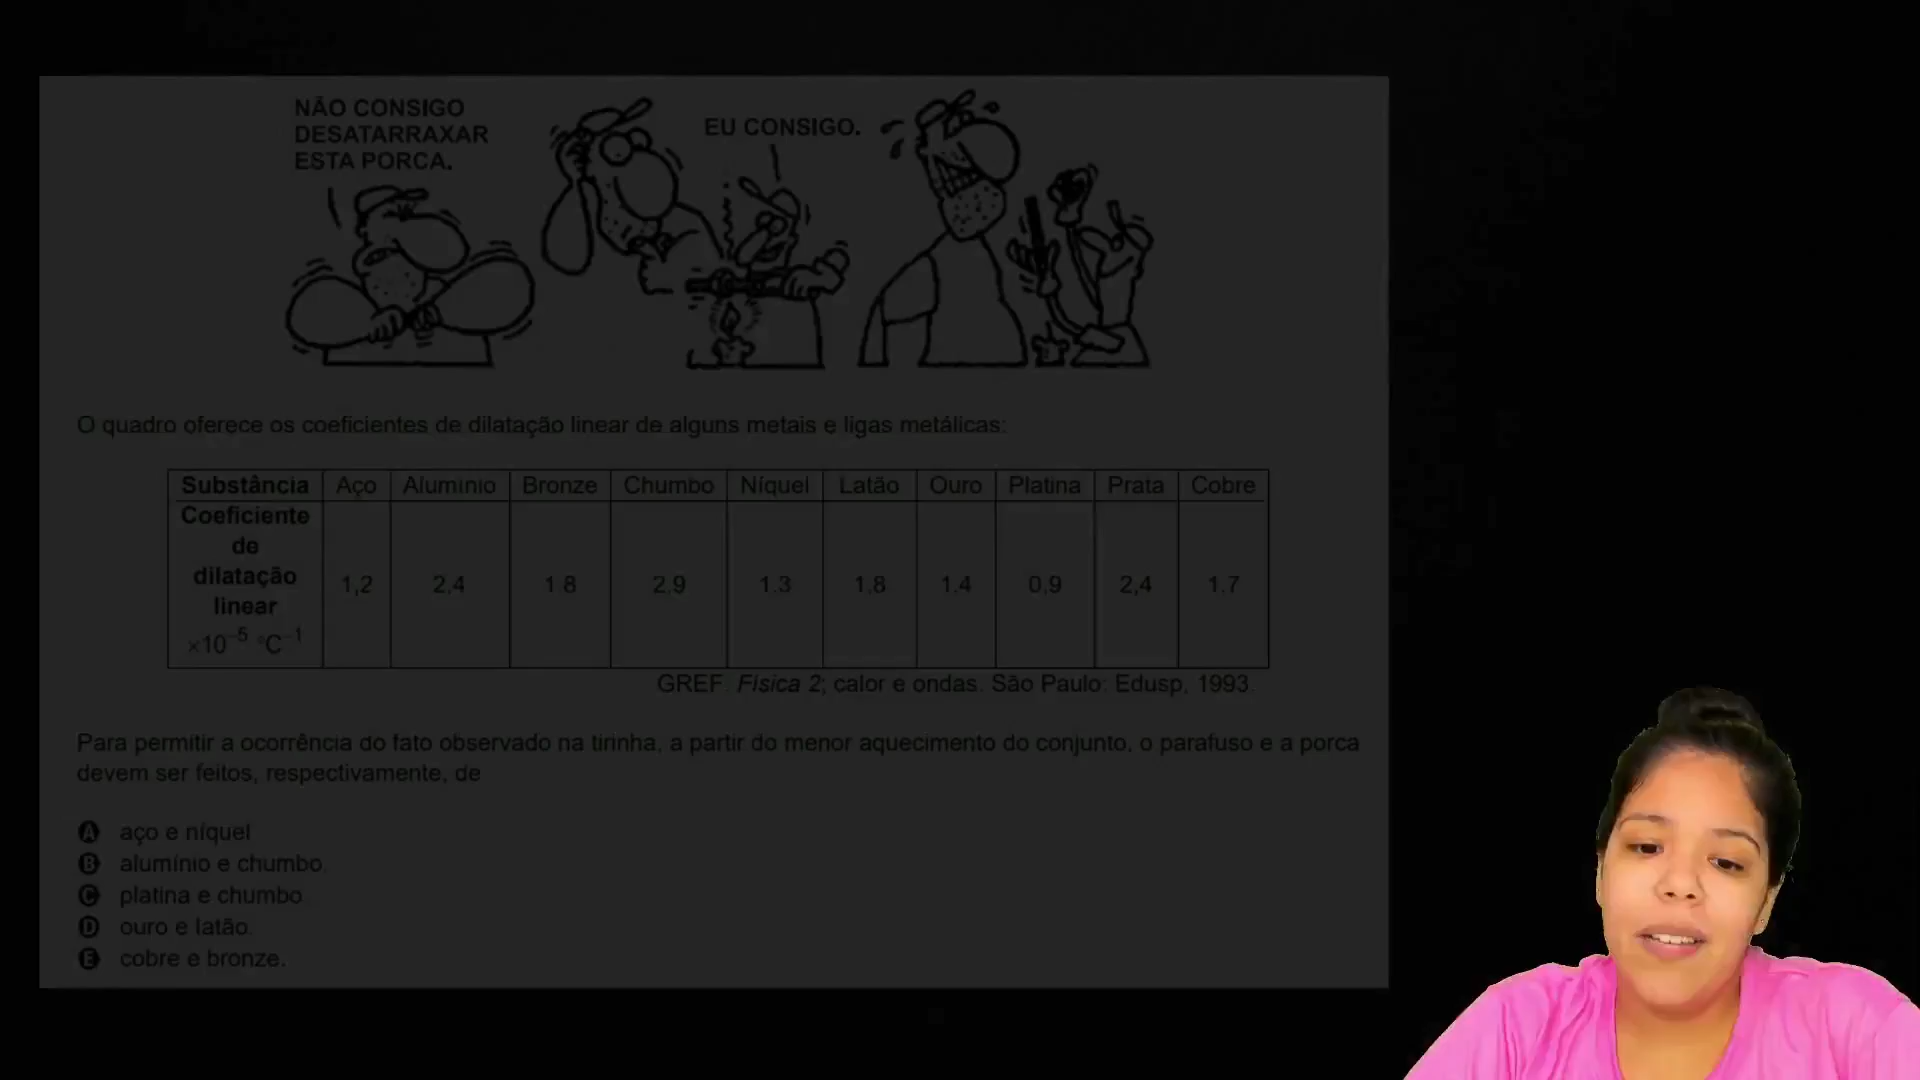 NÃO CONSIGO
DESATARRAXAR
ESTA PORCA.
EU CONSIGO.
O quadro oferece os coeficientes de dilatação linear de alguns metais e ligas metálicas:
Substância Aço Alumínio Bronze Chumbo Níquel Latão Ouro Platina Prata Cobre
Coeficiente
de
dilatação
linear
×10⁻⁵ °C⁻¹
1,2 2,4 1,8 2,9 1,3 1,8 1,4 0,9 2,4 1,7
GREF. Física 2; calor e ondas. São Paulo: Edusp, 1993.
Para permitir a ocorrência do fato observado na tirinha, a partir do menor aquecimento do conjunto, o parafuso e a porca
devem ser feitos, respectivamente, de
A aço e níquel
B alumínio e chumbo.
C platina e chumbo.
D ouro e latão.
E cobre e bronze.